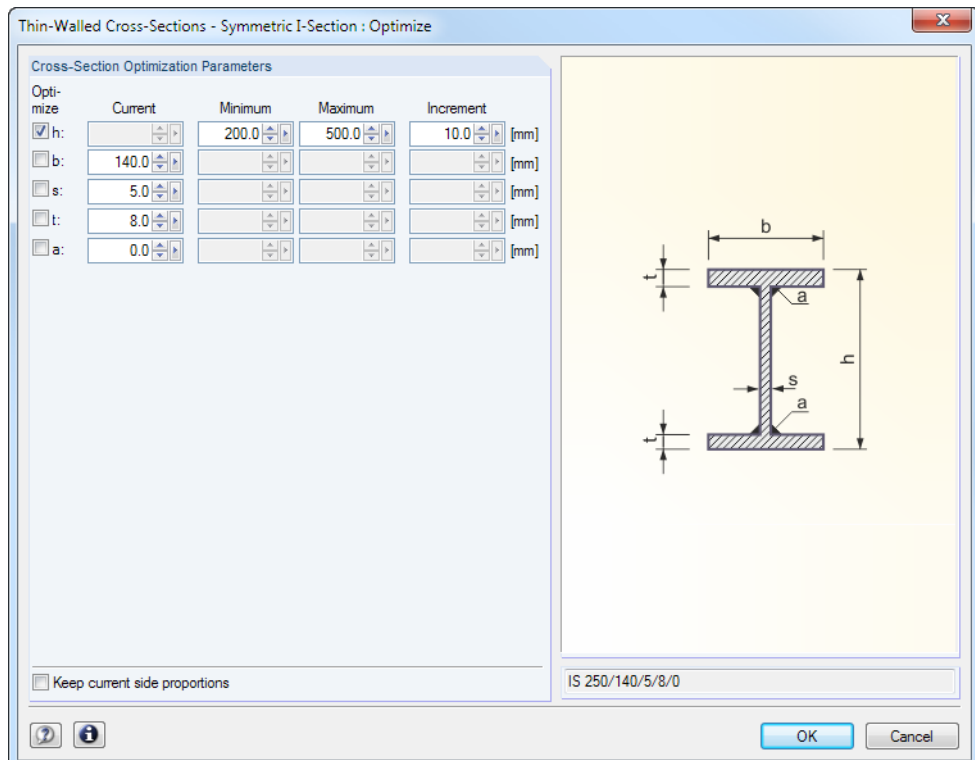 Thin-Walled Cross-Sections - Symmetric I-Section : Optimize
Cross-Section Optimization Parameters
Opti-
mize Current Minimum Maximum Increment
h: 200.0 500.0 10.0 [mm]
b: 140.0 [mm]
s: 5.0 [mm]
t: 8.0 [mm]
a: 0.0 [mm]
b
t
a
h
s
a
t
Keep current side proportions
IS 250/140/5/8/0
OK Cancel